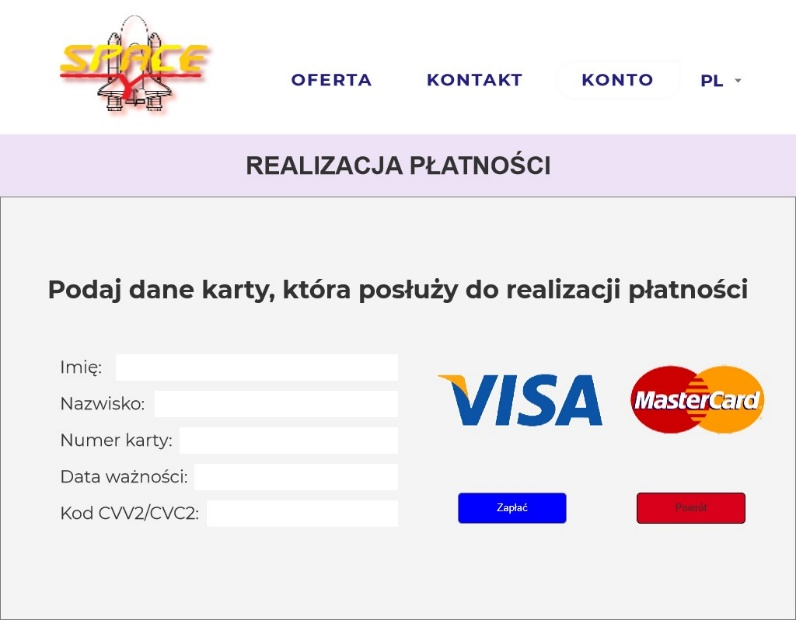 SPACE
Y
OFERTA KONTAKT KONTO PL
REALIZACJA PŁATNOŚCI
Podaj dane karty, która posłuży do realizacji płatności
Imię:
Nazwisko:
Numer karty:
Data ważności:
Kod CVV2/CVC2:
VISA MasterCard
Zapłać Powrót